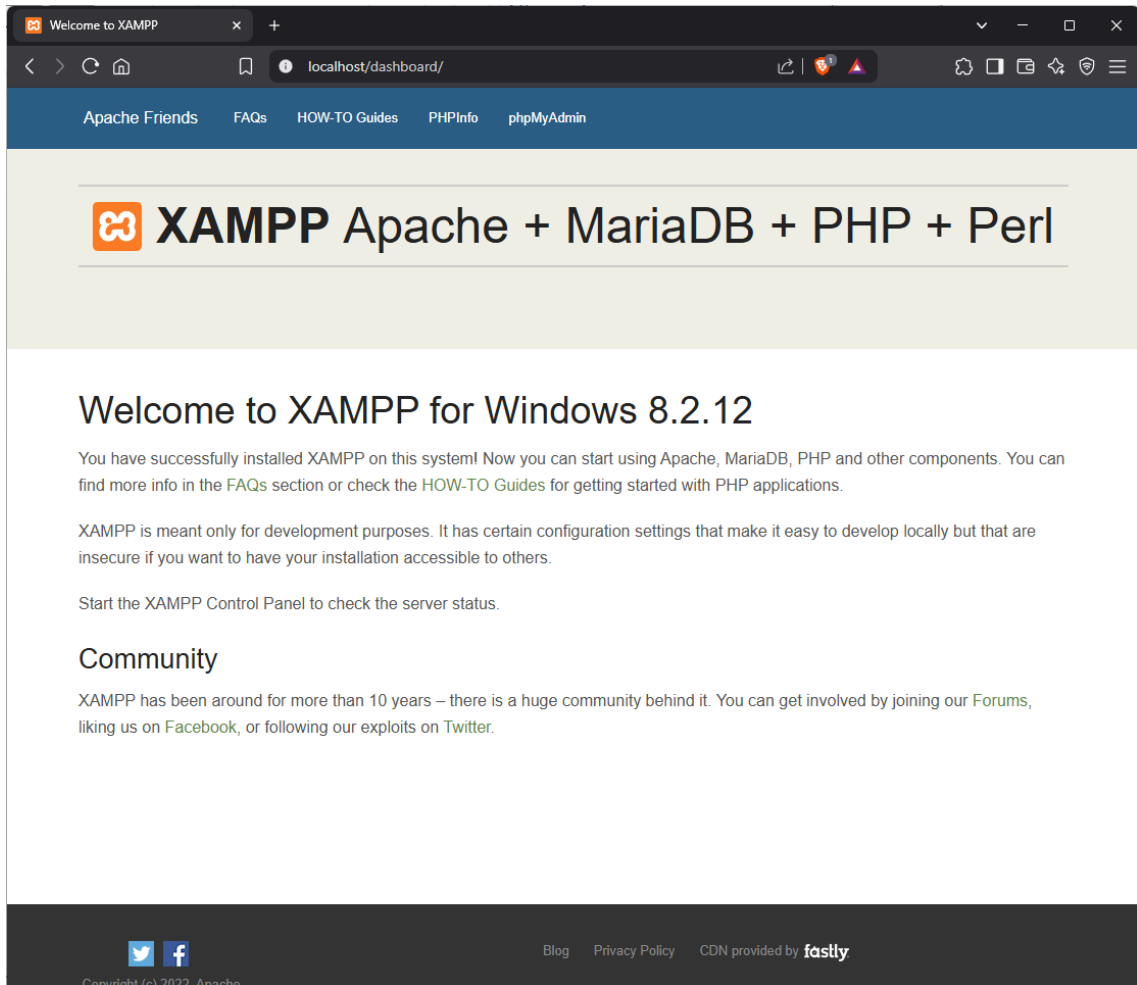 Welcome to XAMPP
localhost/dashboard/
1
Apache Friends FAQs HOW-TO Guides PHPInfo phpMyAdmin
XAMPP Apache + MariaDB + PHP + Perl
Welcome to XAMPP for Windows 8.2.12
You have successfully installed XAMPP on this system! Now you can start using Apache, MariaDB, PHP and other components. You can
find more info in the FAQs section or check the HOW-TO Guides for getting started with PHP applications.
XAMPP is meant only for development purposes. It has certain configuration settings that make it easy to develop locally but that are
insecure if you want to have your installation accessible to others.
Start the XAMPP Control Panel to check the server status.
Community
XAMPP has been around for more than 10 years – there is a huge community behind it. You can get involved by joining our Forums,
liking us on Facebook, or following our exploits on Twitter.
Blog Privacy Policy CDN provided by fastly
Copyright (c) 2022, Apache